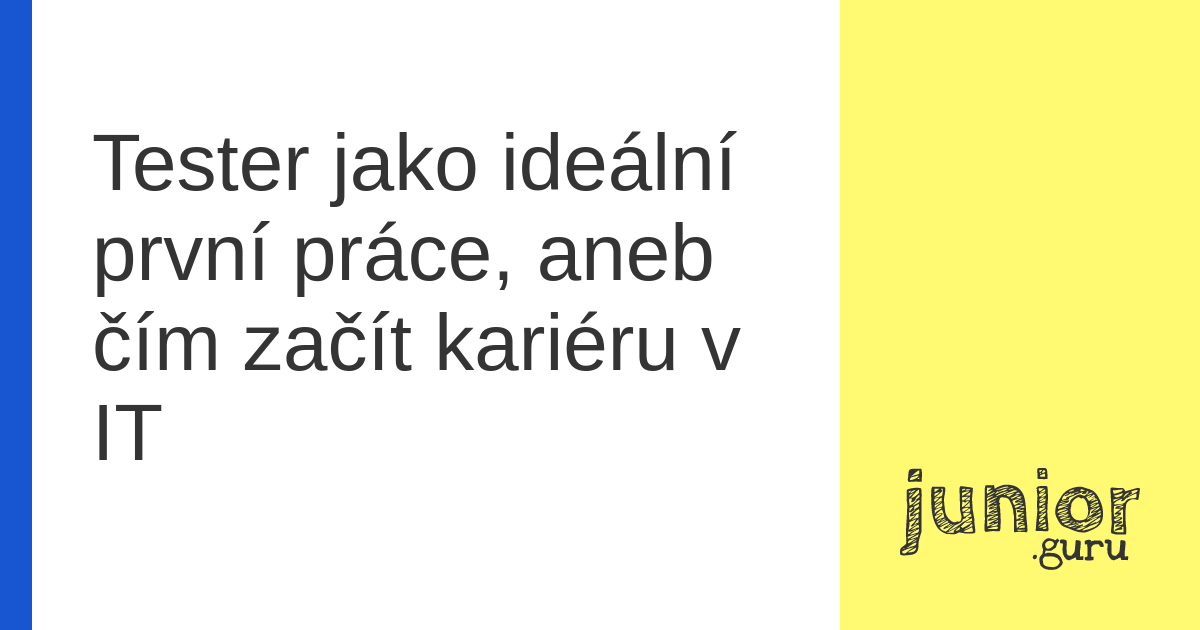 Tester jako ideální
první práce, aneb
čím začít kariéru v
IT
junior
.guru